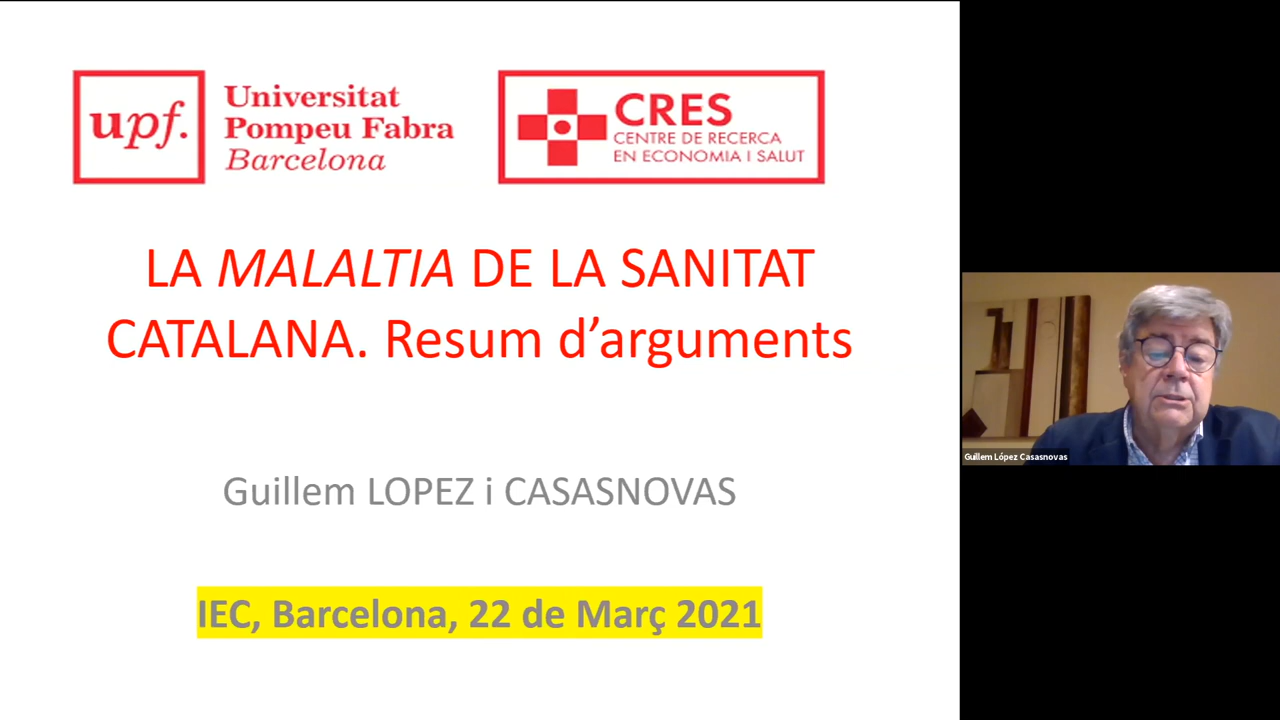 upf.
Universitat
Pompeu Fabra
Barcelona
CRES
CENTRE DE RECERCA
EN ECONOMIA I SALUT
LA MALALTIA DE LA SANITAT
CATALANA. Resum d’arguments
Guillem LOPEZ i CASASNOVAS
IEC, Barcelona, 22 de Març 2021
Guillem López Casasnovas